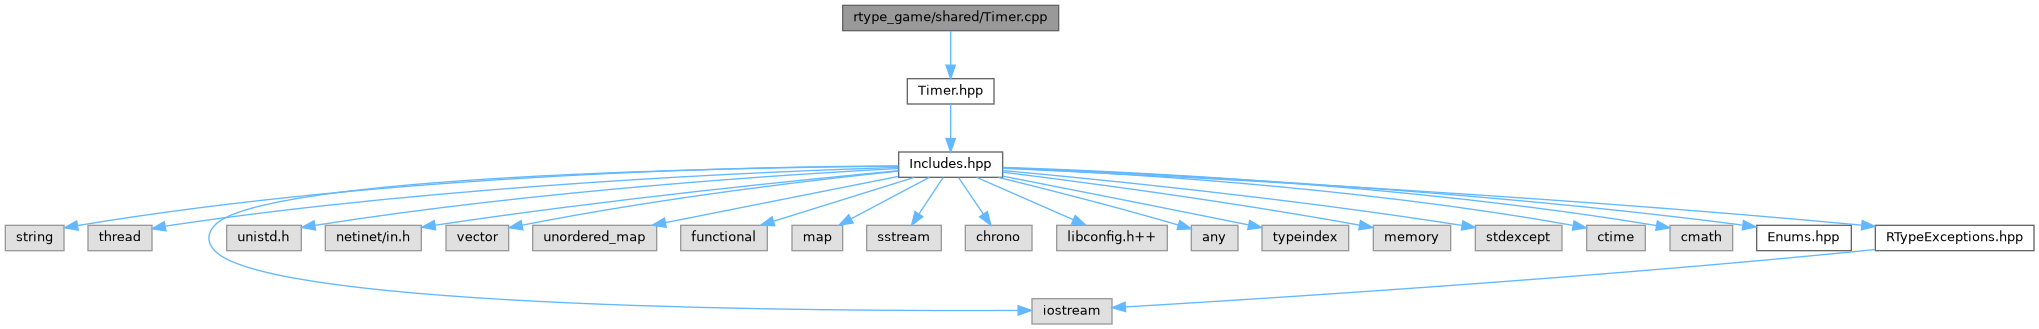 rtype_game/shared/Timer.cpp
Timer.hpp
Includes.hpp
string
thread
unistd.h
netinet/in.h
vector
unordered_map
functional
map
sstream
chrono
libconfig.h++
any
typeindex
memory
stdexcept
ctime
cmath
Enums.hpp
RTypeExceptions.hpp
iostream